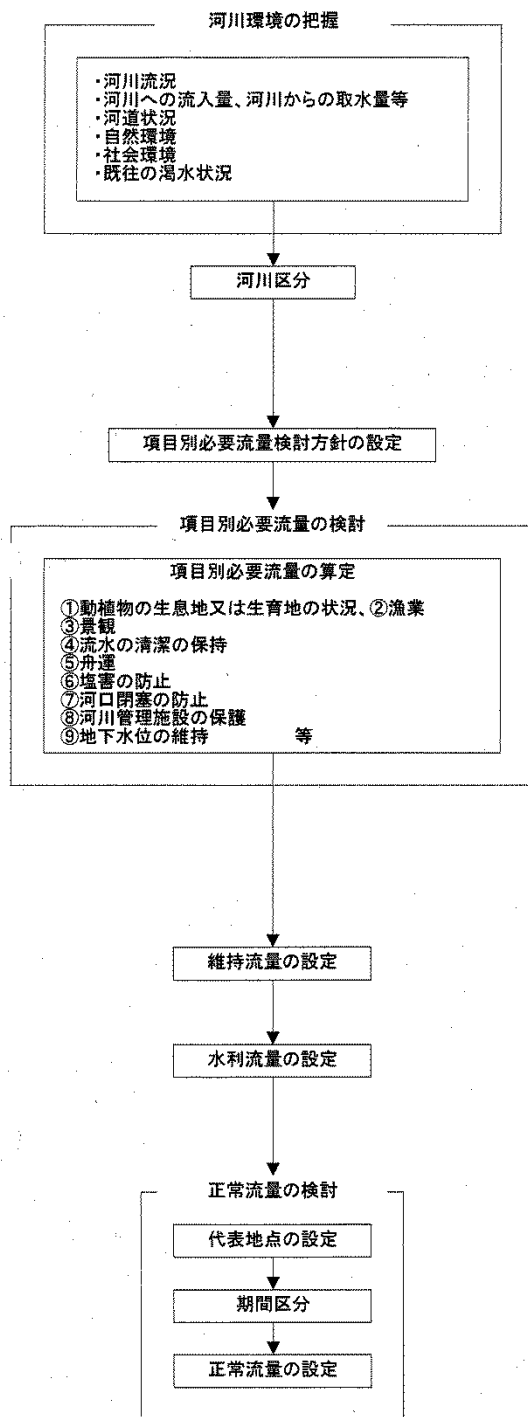 河川環境の把握
・河川流況
・河川への流入量、河川からの取水量等
・河道状況
・自然環境
・社会環境
・既往の渇水状況
河川区分
項目別必要流量検討方針の設定
項目別必要流量の検討
項目別必要流量の算定
①動植物の生息地又は生育地の状況、②漁業
③景観
④流水の清潔の保持
⑤舟運
⑥塩害の防止
⑦河口閉塞の防止
⑧河川管理施設の保護
⑨地下水位の維持 等
維持流量の設定
水利流量の設定
正常流量の検討
代表地点の設定
期間区分
正常流量の設定